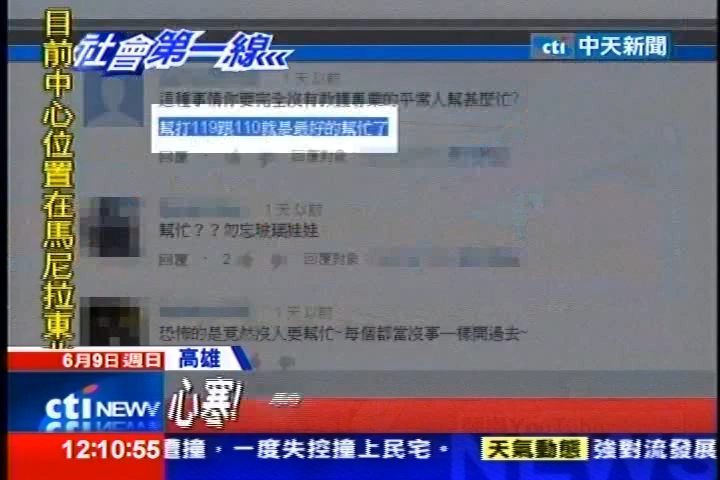 目前中心位置在馬尼拉東北
社會第一線
cti 中天新聞
1天以前
這種事情你要完全沒有救護專業的平常人幫甚麼忙?
幫打119跟110就是最好的幫忙了
回覆 · 回覆對象
1天以前
幫忙??勿忘玻璃娃娃
回覆 · 2 回覆對象
1天以前
恐怖的是竟然沒人要幫忙~每個都當沒事一樣開過去~
6月9日週日 高雄
cti NEWS 心寒!
12:10:55 遭撞,一度失控撞上民宅。 天氣動態 強對流發展